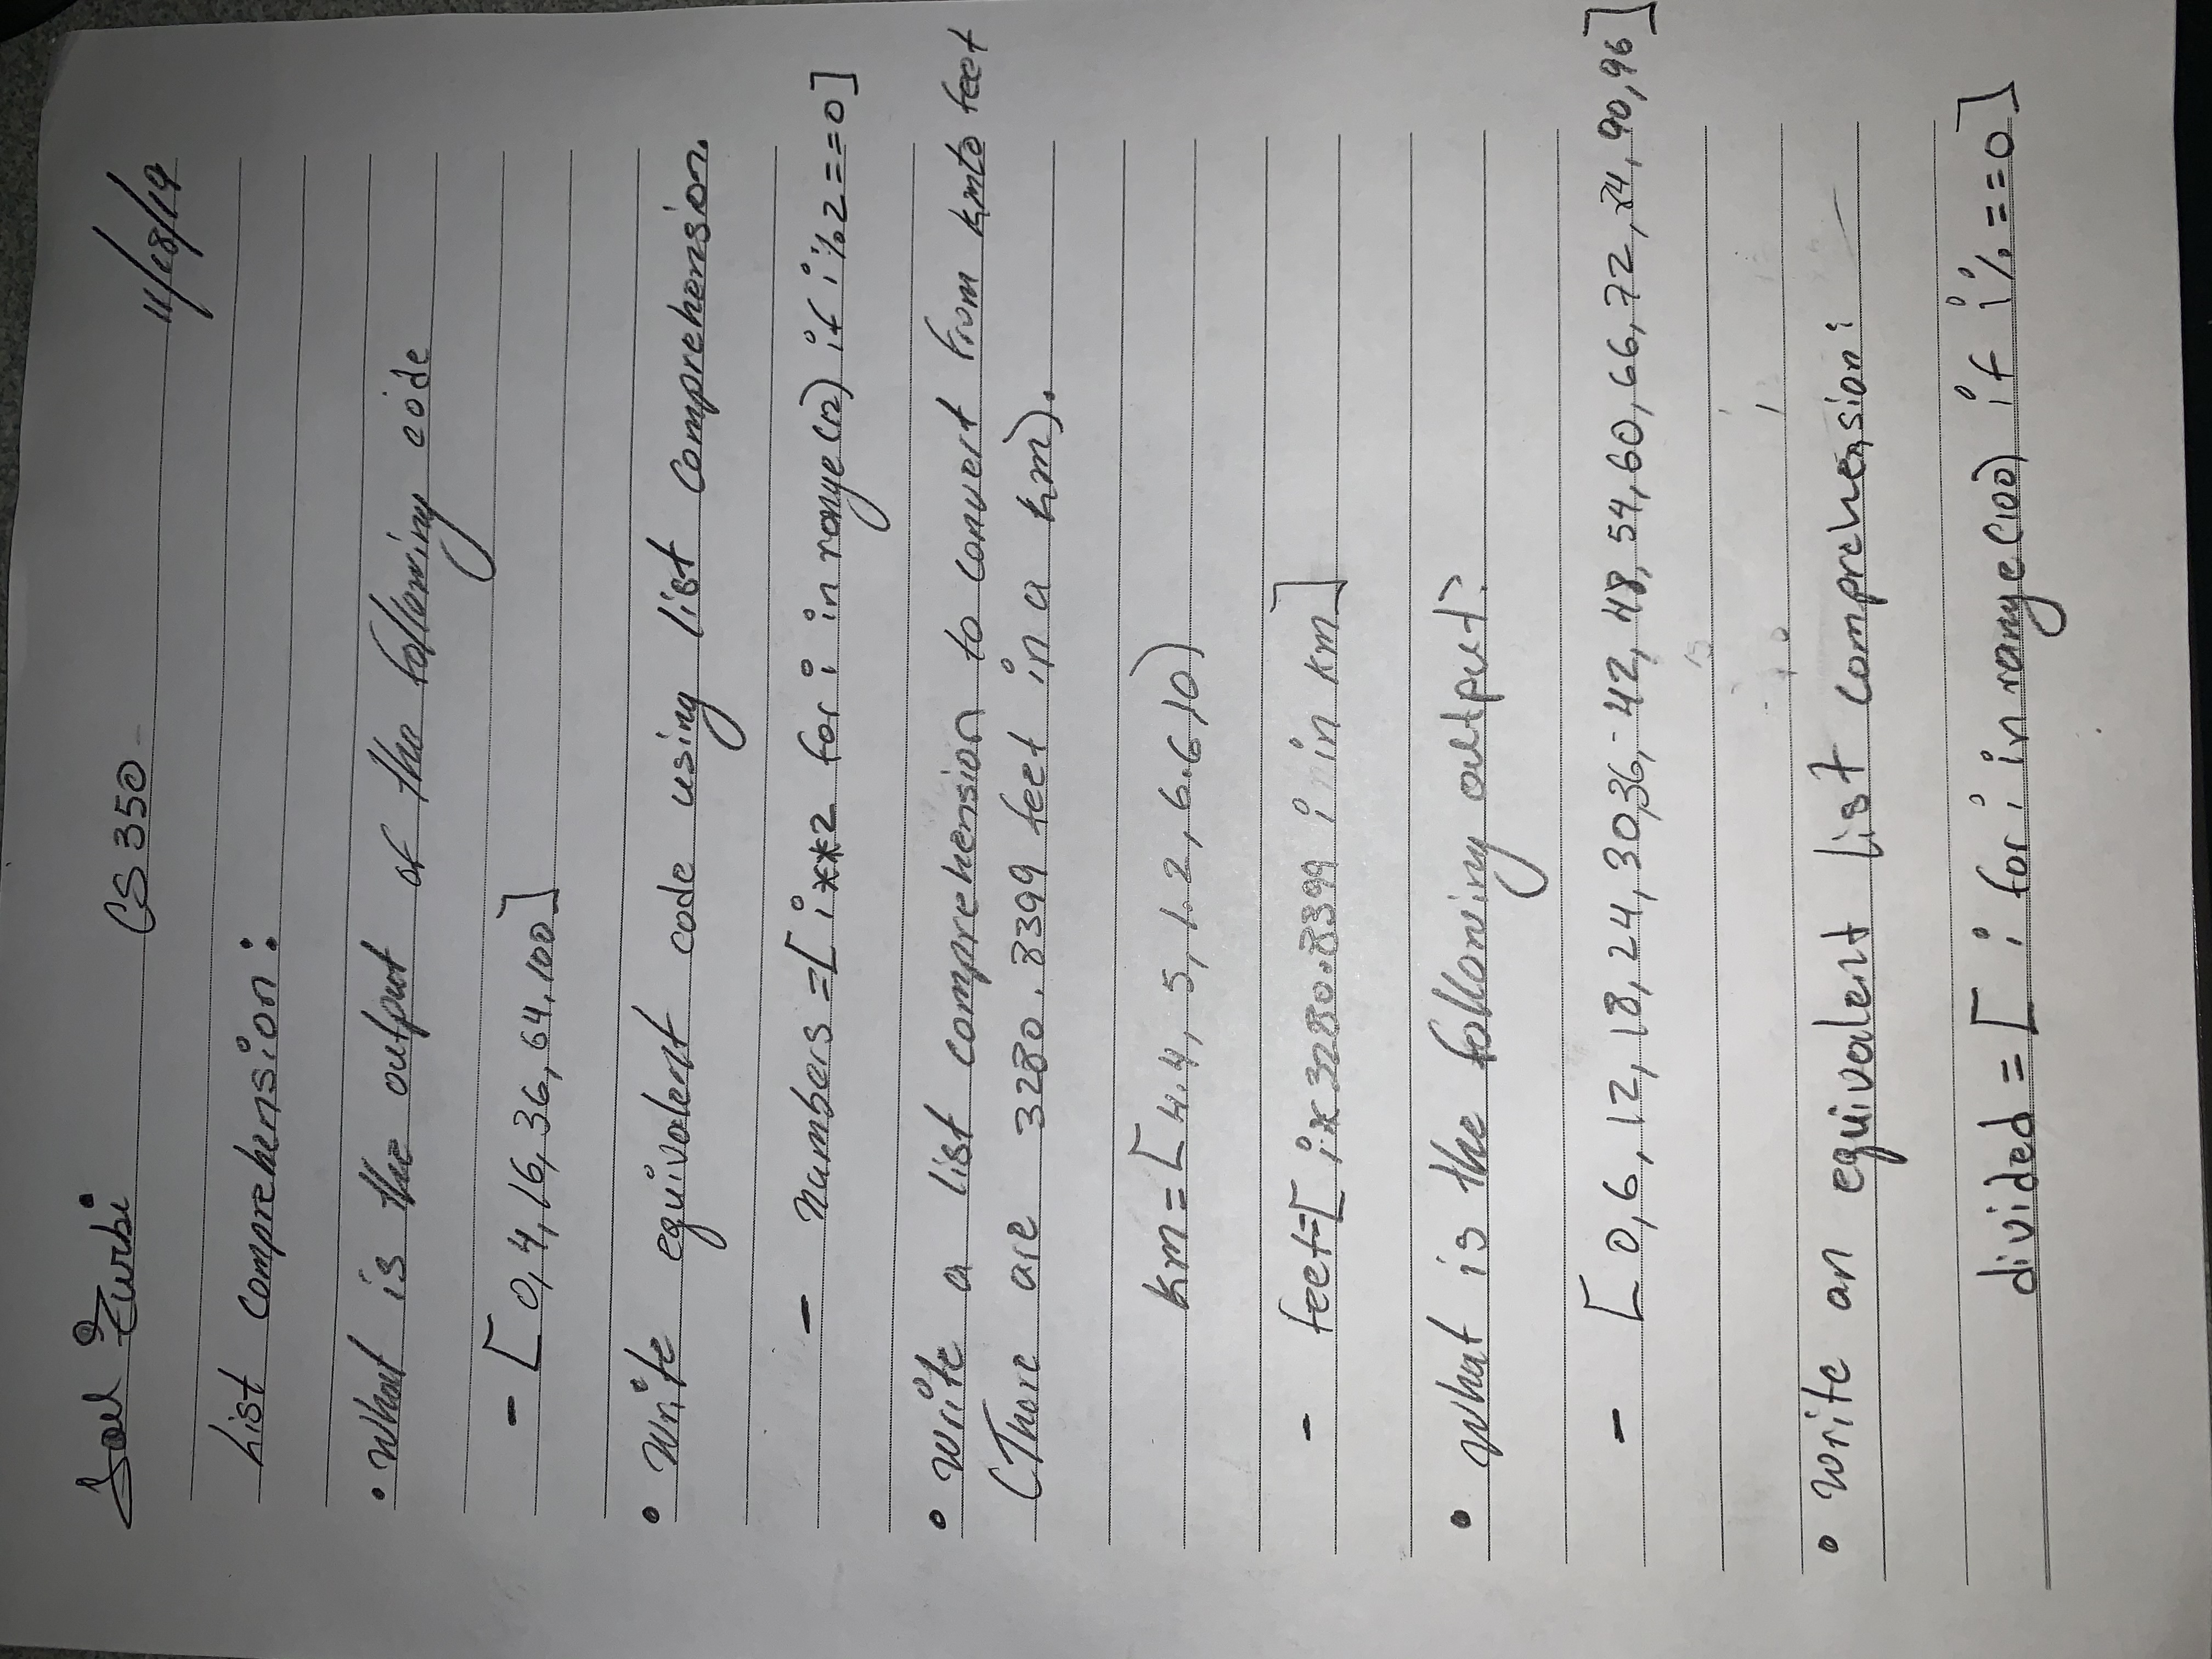 Joel Turbi CS 350 11/18/19
List comprehension:
• What is the output of the following code
- [0, 4, 16, 36, 64, 100]
• write equivalent code using list comprehension.
- numbers = [i**2 for i in range(12) if i%2==0]
• write a list comprehension to convert from km to feet
(There are 3280.8399 feet in a km).
km = [4.4, 5, 1.2, 6.6, 10)
- feet=[ i*3280.8399 i in km]
• what is the following output?
- [0, 6, 12, 18, 24, 30, 36, 42, 48, 54, 60, 66, 72, 84, 90, 96]
• write an equivalent list comprehension:
divided = [ i for i in range(100) if i%==0]